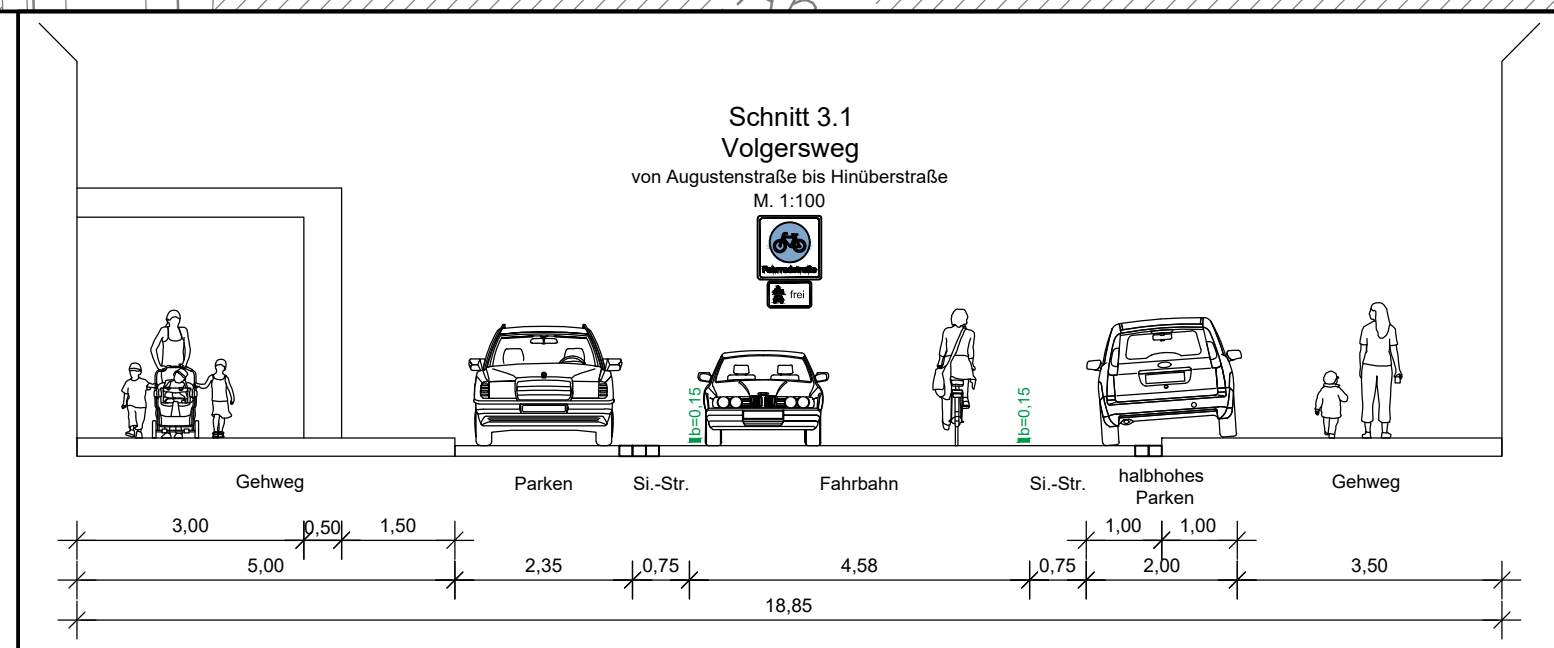 Schnitt 3.1
Volgersweg
von Augustenstraße bis Hinüberstraße
M. 1:100
Fahrradstraße
frei
b=0,15
b=0,15
Gehweg
Parken
Si.-Str.
Fahrbahn
Si.-Str.
halbhohes
Parken
Gehweg
3,00
0,50
1,50
1,00
1,00
5,00
2,35
0,75
4,58
0,75
2,00
3,50
18,85